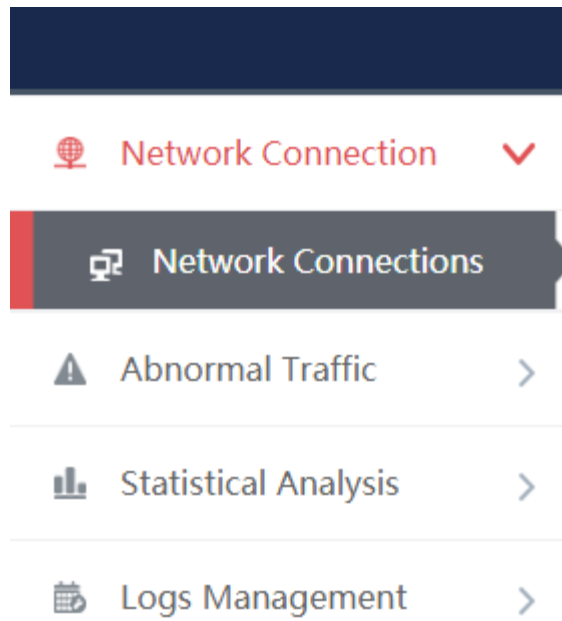 Network Connection
Network Connections
Abnormal Traffic
Statistical Analysis
Logs Management